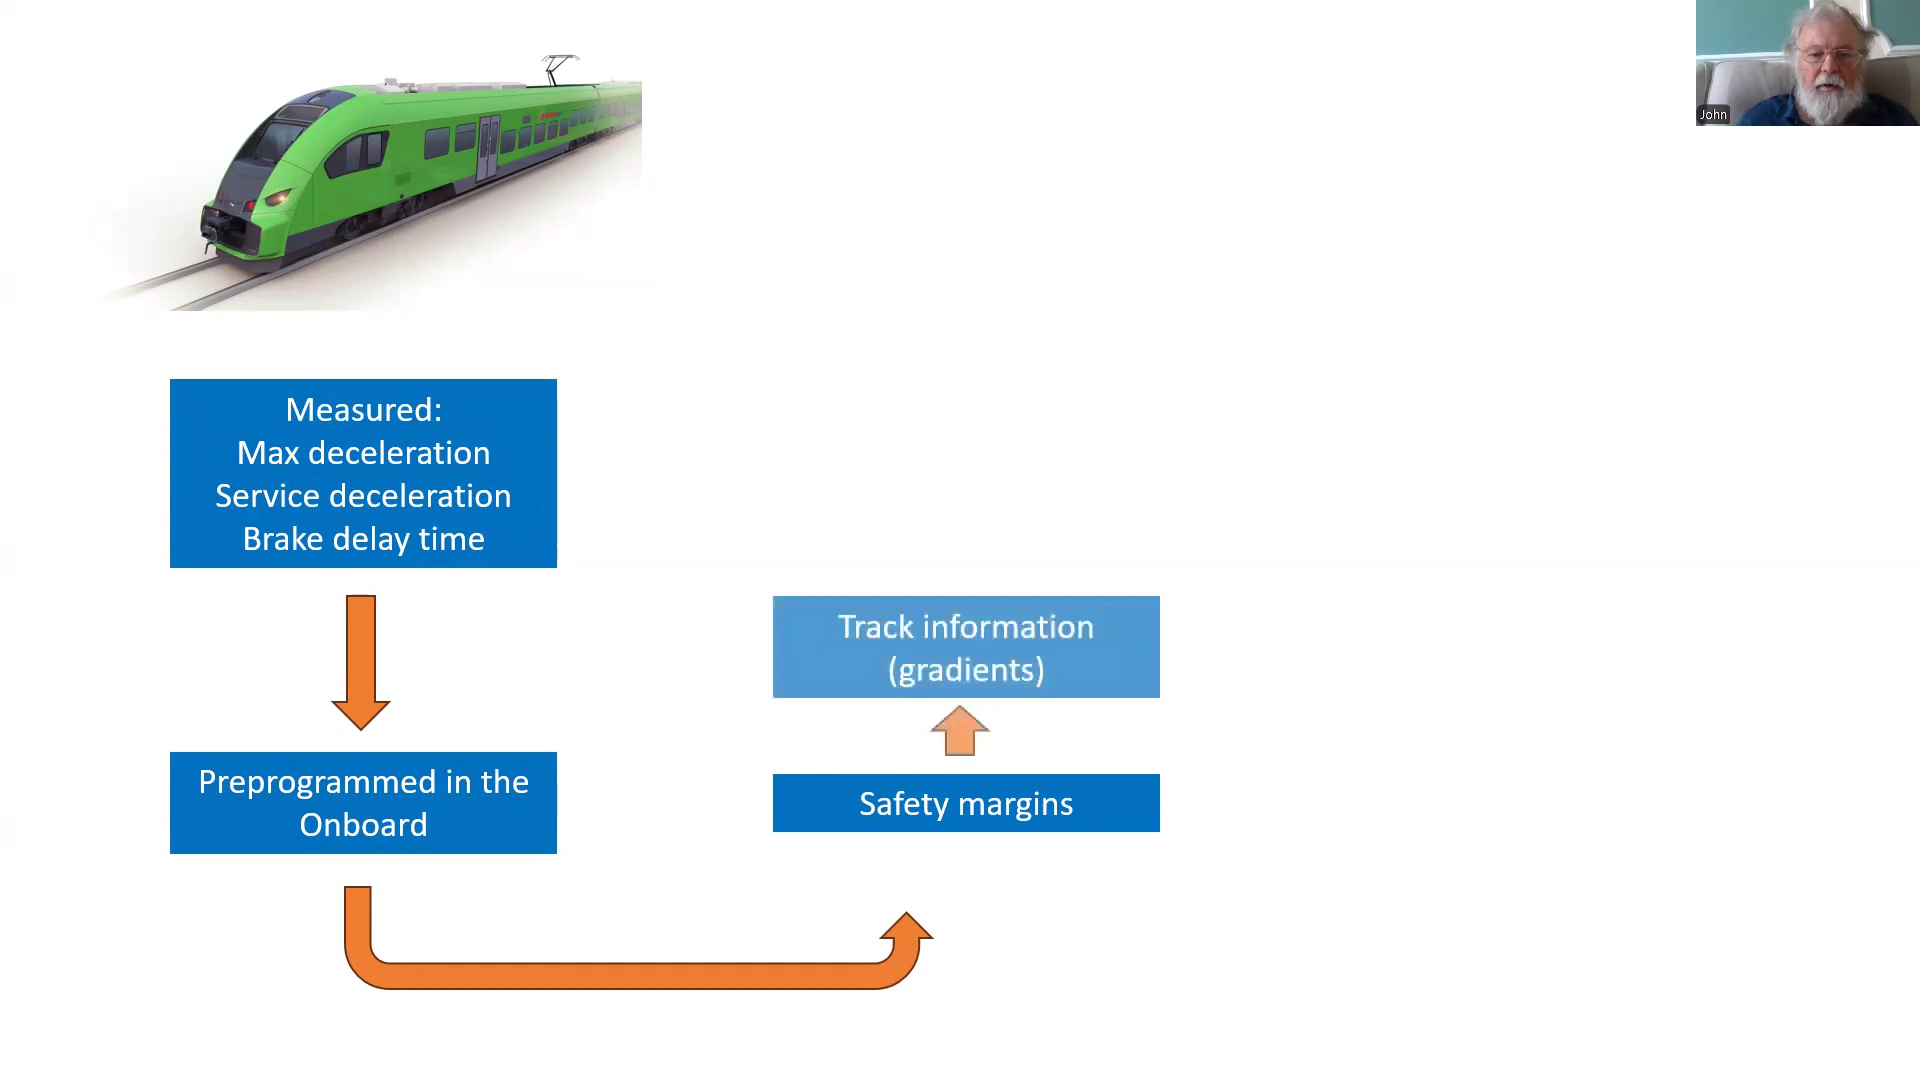 John
Measured:
Max deceleration
Service deceleration
Brake delay time
Preprogrammed in the
Onboard
Track information
(gradients)
Safety margins